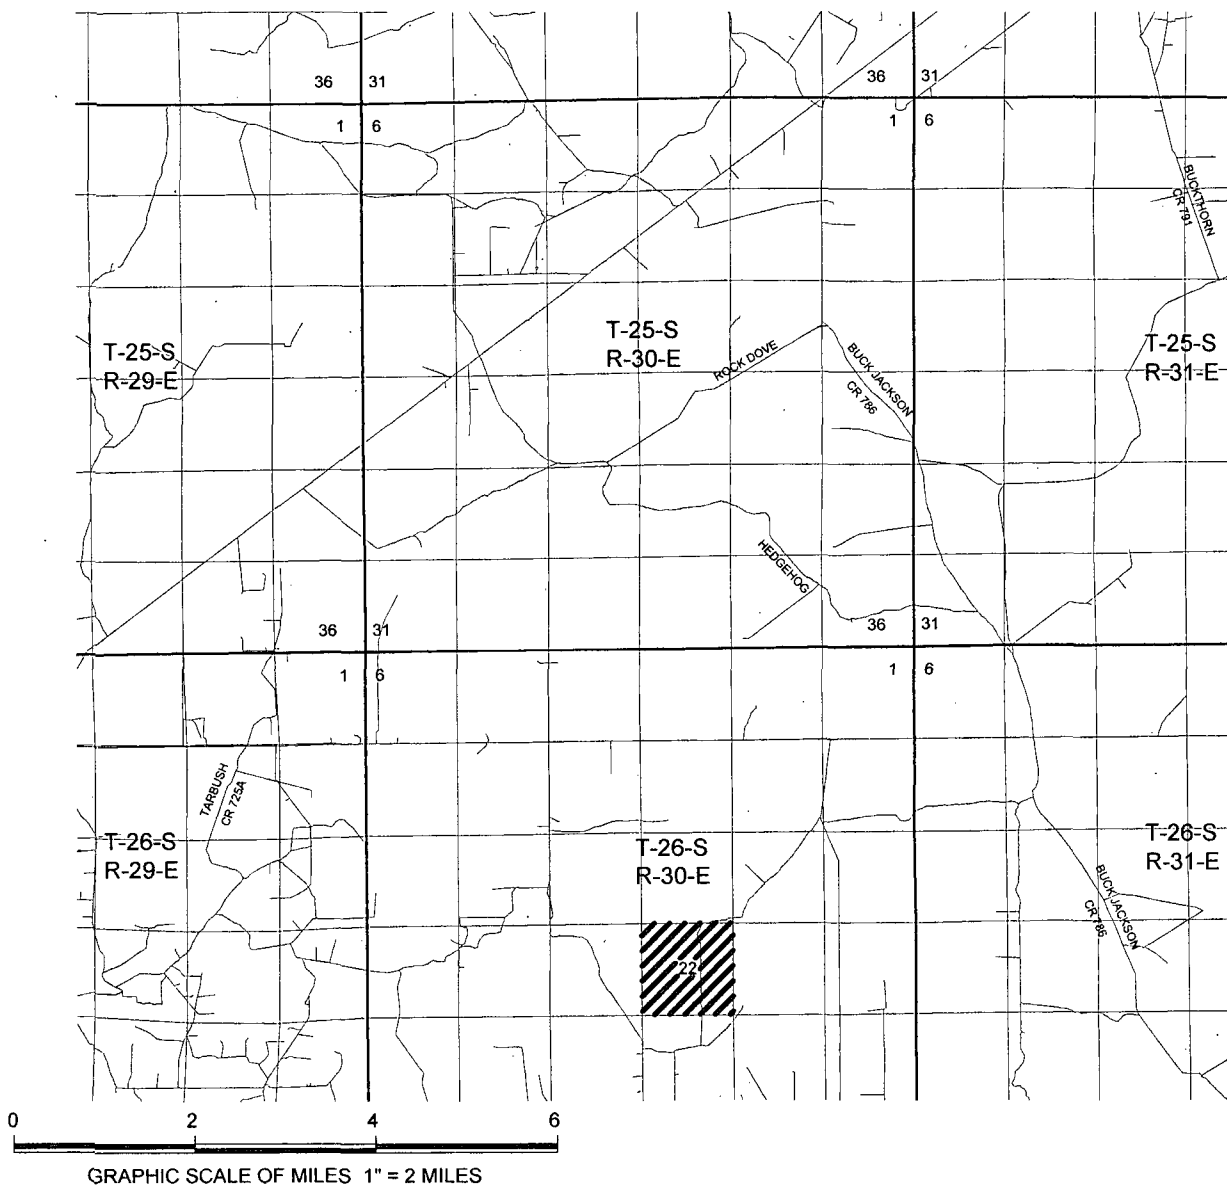 36 31
36 31
1 6
1 6
BUCKTHORN
CR 791
T-25-S
R-29-E
T-25-S
R-30-E
T-25-S
R-31-E
ROCK DOVE
BUCK JACKSON
CR 786
HEDGEHOG
36 31
36 31
1 6
1 6
TARBUSH
CR 725A
T-26-S
R-29-E
T-26-S
R-30-E
T-26-S
R-31-E
BUCK JACKSON
CR 786
22
0 2 4 6
GRAPHIC SCALE OF MILES 1" = 2 MILES